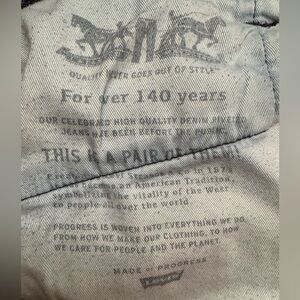 QUALITY NEVER GOES OUT OF STYLE
For over 140 years
OUR CELEBRATED HIGH QUALITY DENIM RIVETED
JEANS HAVE BEEN BEFORE THE PUBLIC.
THIS IS A PAIR OF THEM!
Strauss & Co in 1873,
become an American Tradition,
symbolizing the vitality of the West
to people all over the world.
PROGRESS IS WOVEN INTO EVERYTHING WE DO,
FROM HOW WE MAKE OUR CLOTHING, TO HOW
WE CARE FOR PEOPLE AND THE PLANET.
MADE OF PROGRESS
Levi's